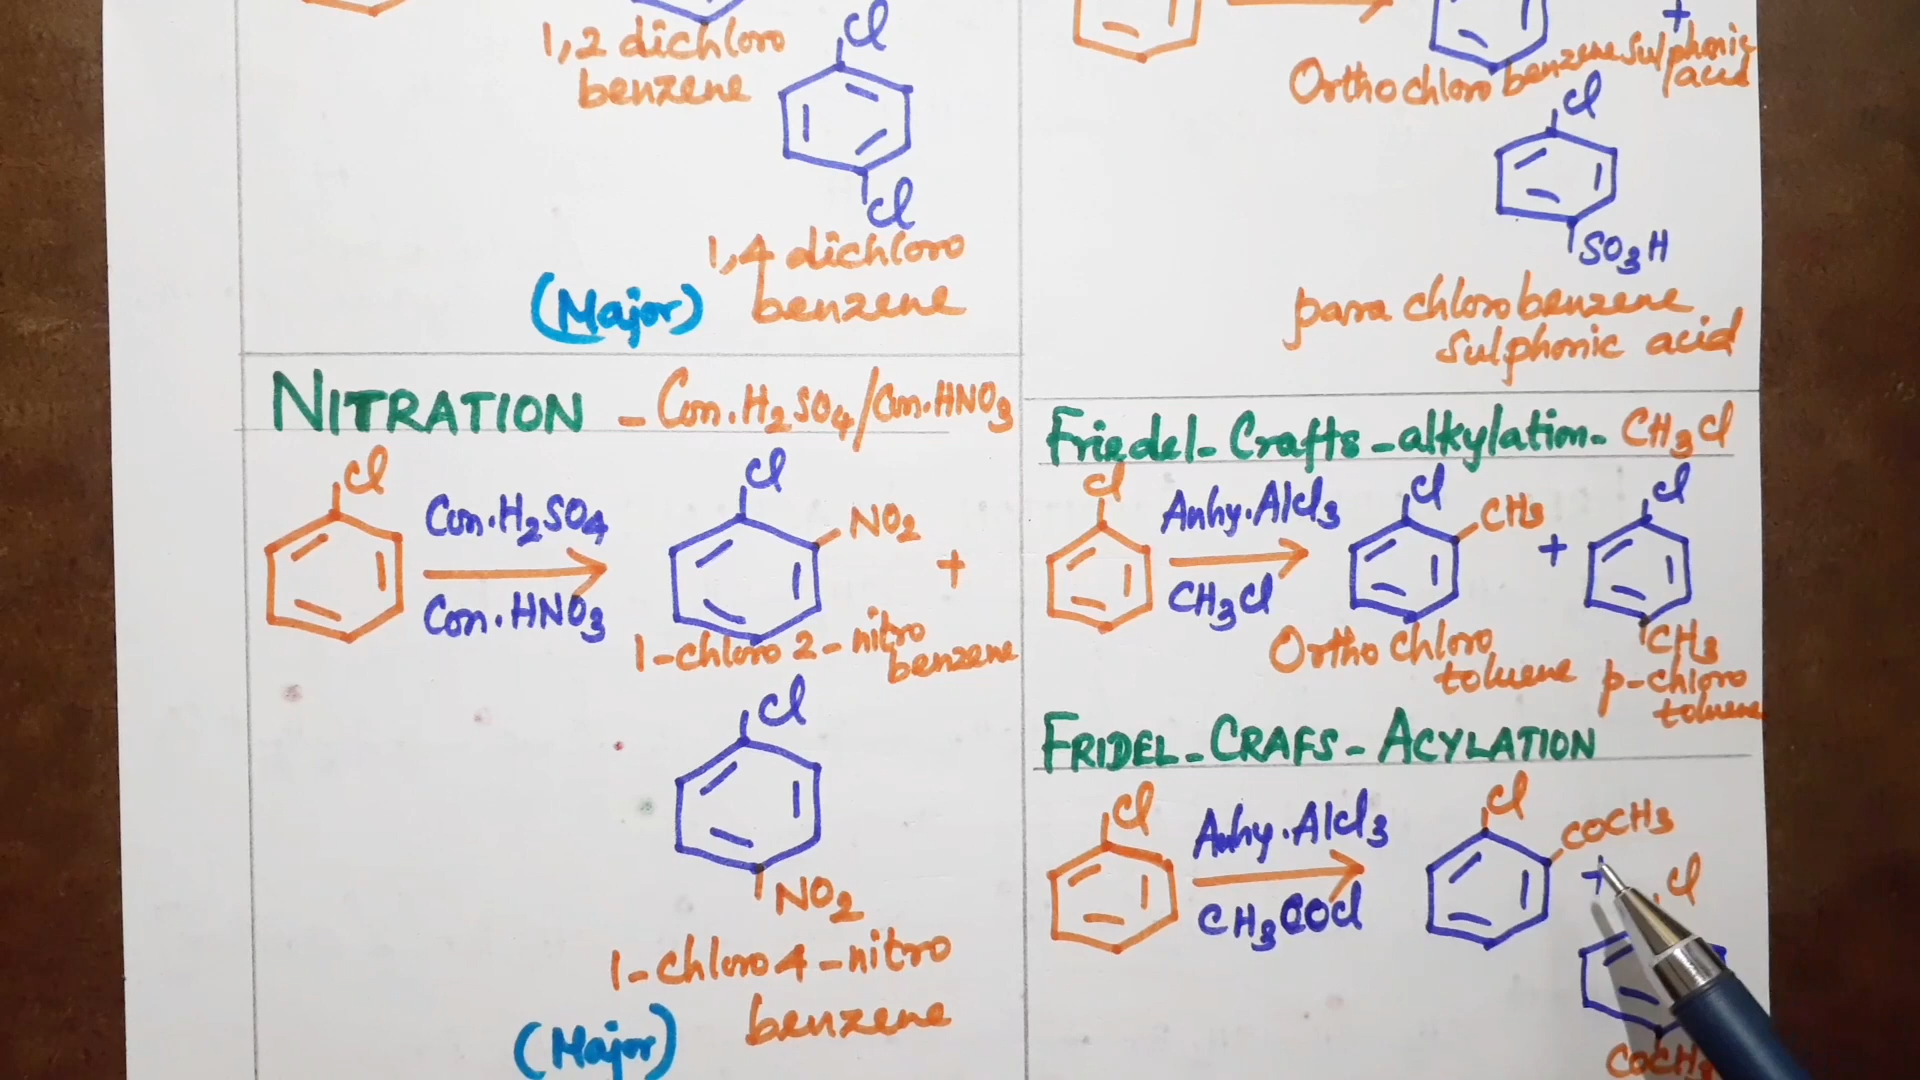 Cl
1,2 dichloro
benzene
Cl
1,4 dichloro
benzene
(Major)
+
Ortho chloro benzene sulphonic
acid
Cl
SO3H
para chlorobenzene
sulphonic acid
NITRATION - Con.H2SO4/Con.HNO3
Cl
Con.H2SO4
Con.HNO3
Cl
NO2
+
1-chloro 2-nitro
benzene
Cl
NO2
1-chloro 4-nitro
benzene
(Major)
Friedel-Crafts-alkylation- CH3Cl
Cl
Anhy.AlCl3
CH3Cl
Cl
CH3
+
Cl
CH3
Ortho chloro
toluene
p-chloro
toluene
FRIDEL-CRAFS-ACYLATION
Cl
Anhy.AlCl3
CH3COCl
Cl
COCH3
+
Cl